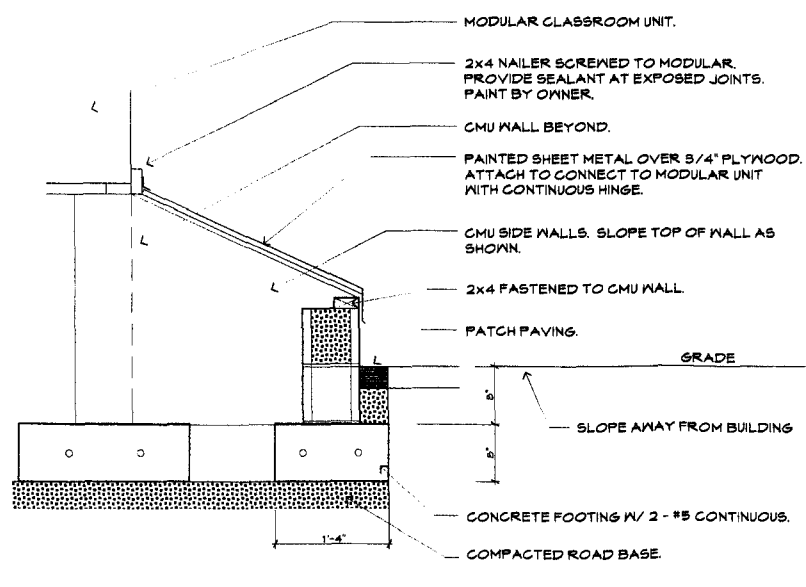 MODULAR CLASSROOM UNIT.
2x4 NAILER SCREWED TO MODULAR.
PROVIDE SEALANT AT EXPOSED JOINTS.
PAINT BY OWNER.
CMU WALL BEYOND.
PAINTED SHEET METAL OVER 3/4" PLYWOOD.
ATTACH TO CONNECT TO MODULAR UNIT
WITH CONTINUOUS HINGE.
CMU SIDE WALLS. SLOPE TOP OF WALL AS
SHOWN.
2x4 FASTENED TO CMU WALL.
PATCH PAVING.
GRADE
8"
SLOPE AWAY FROM BUILDING
8"
CONCRETE FOOTING W/ 2 - #5 CONTINUOUS.
1'-4"
COMPACTED ROAD BASE.